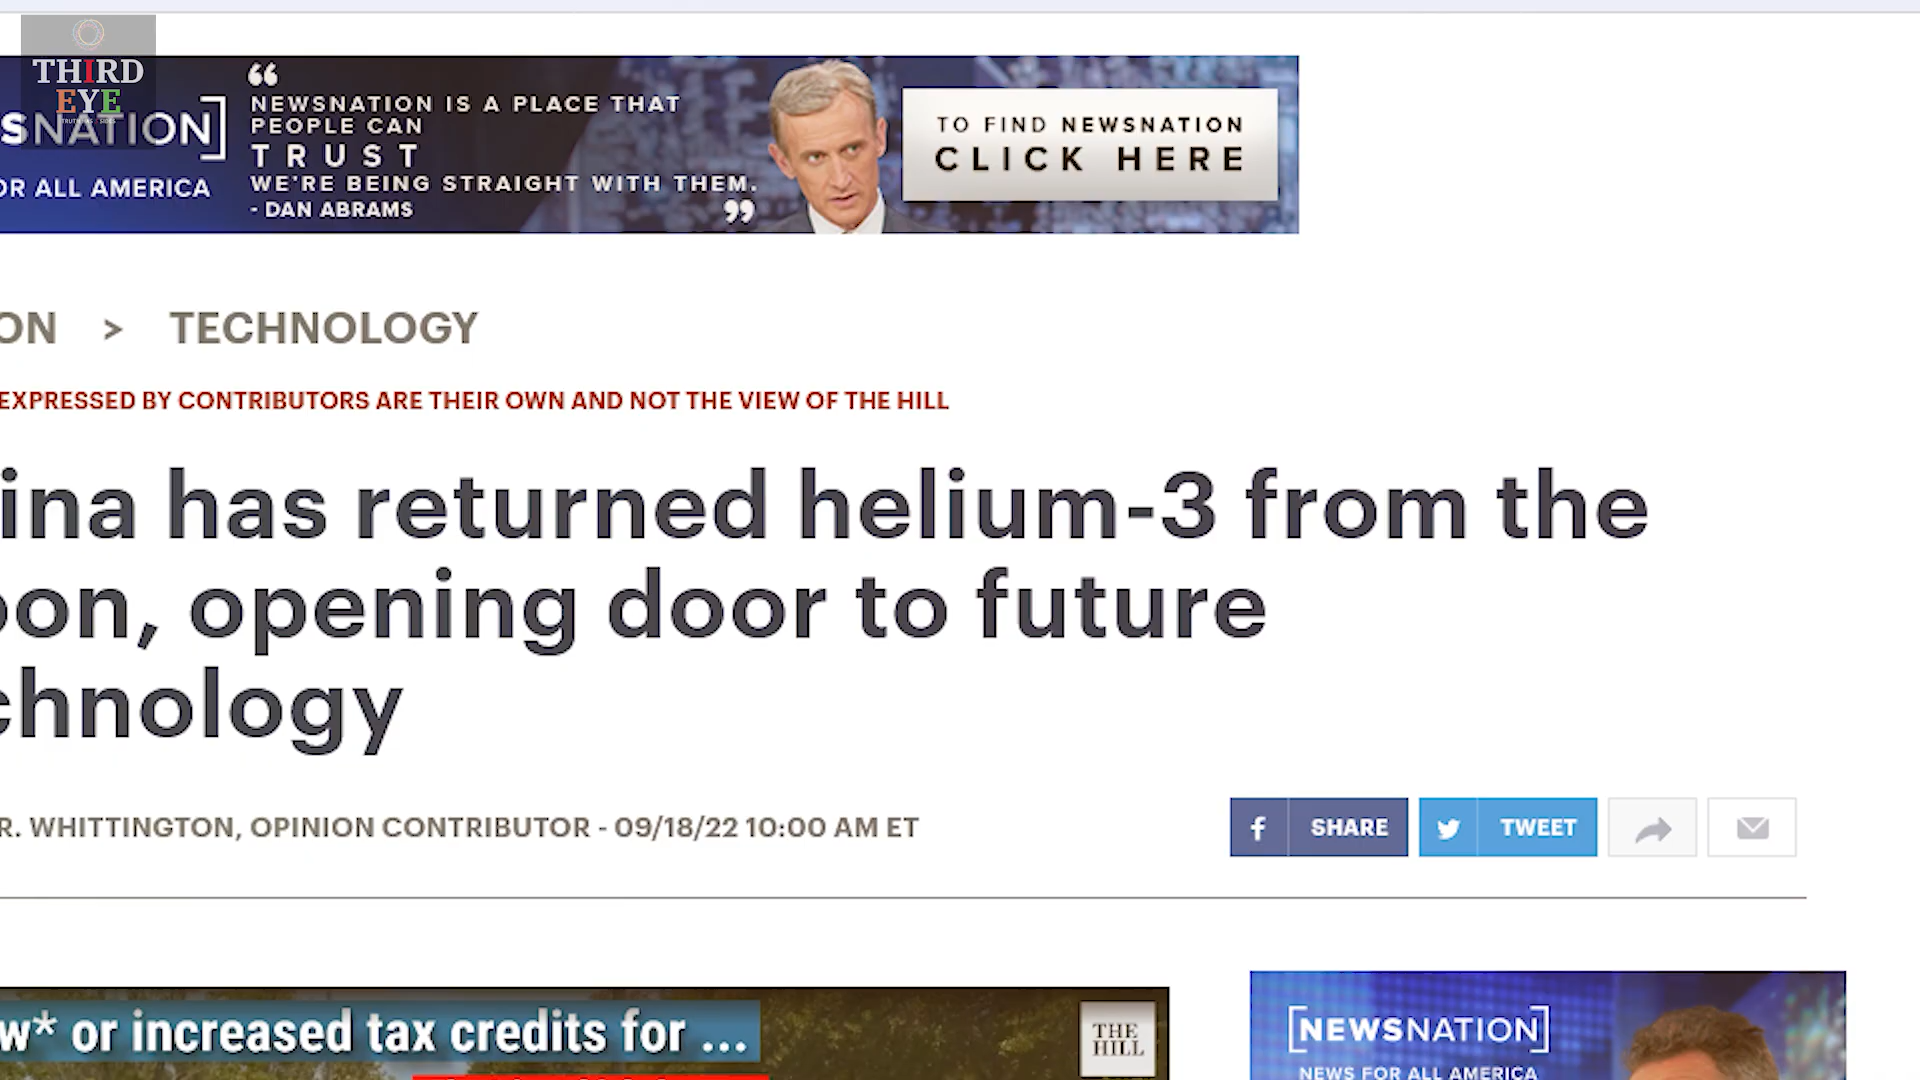 THIRD
EYE
SNATION]
OR ALL AMERICA
“
NEWSNATION IS A PLACE THAT
PEOPLE CAN
TRUST
WE'RE BEING STRAIGHT WITH THEM.
- DAN ABRAMS
”
TO FIND NEWSNATION
CLICK HERE
ON > TECHNOLOGY
EXPRESSED BY CONTRIBUTORS ARE THEIR OWN AND NOT THE VIEW OF THE HILL
ina has returned helium-3 from the
oon, opening door to future
chnology
R. WHITTINGTON, OPINION CONTRIBUTOR - 09/18/22 10:00 AM ET
f SHARE
TWEET
w* or increased tax credits for ...
THE
HILL
[NEWSNATION]
NEWS FOR ALL AMERICA